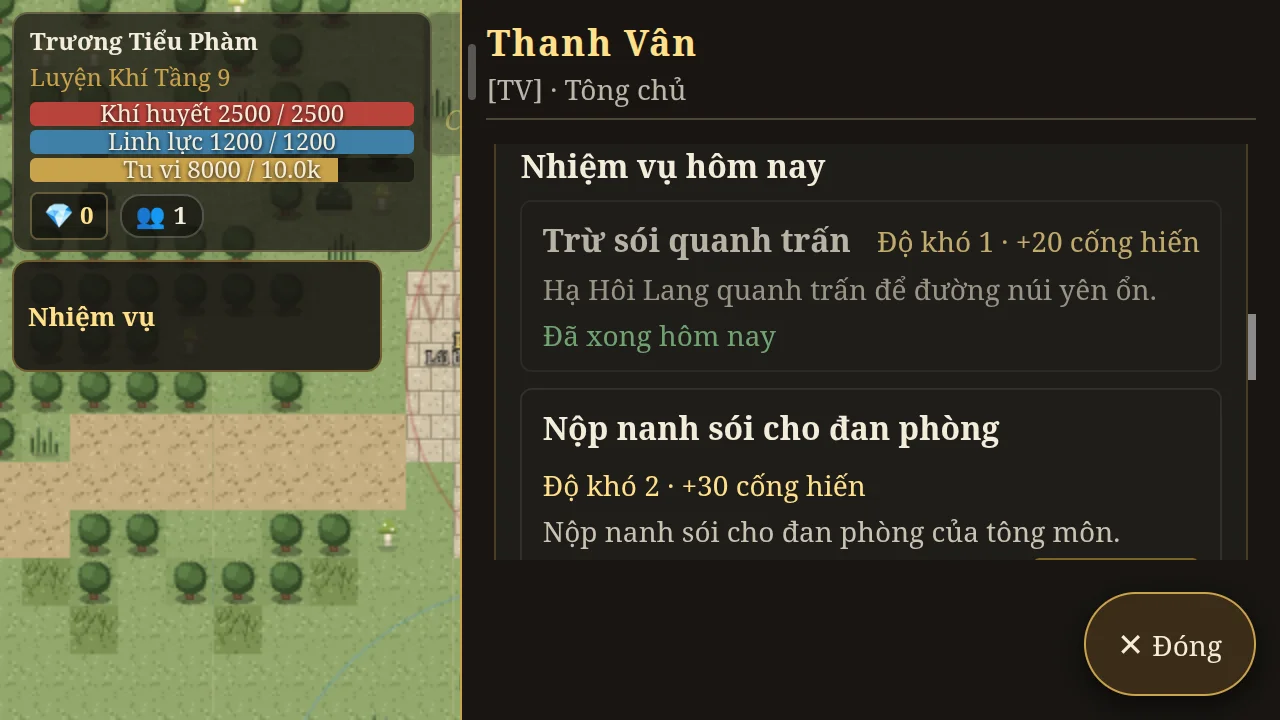 Trương Tiểu Phàm
Luyện Khí Tầng 9
Khí huyết 2500 / 2500
Linh lực 1200 / 1200
Tu vi 8000 / 10.0k
💎 0 👥 1
Nhiệm vụ
Thanh Vân
[TV] · Tông chủ
Nhiệm vụ hôm nay
Trừ sói quanh trấn Độ khó 1 · +20 cống hiến
Hạ Hôi Lang quanh trấn để đường núi yên ổn.
Đã xong hôm nay
Nộp nanh sói cho đan phòng
Độ khó 2 · +30 cống hiến
Nộp nanh sói cho đan phòng của tông môn.
✕ Đóng